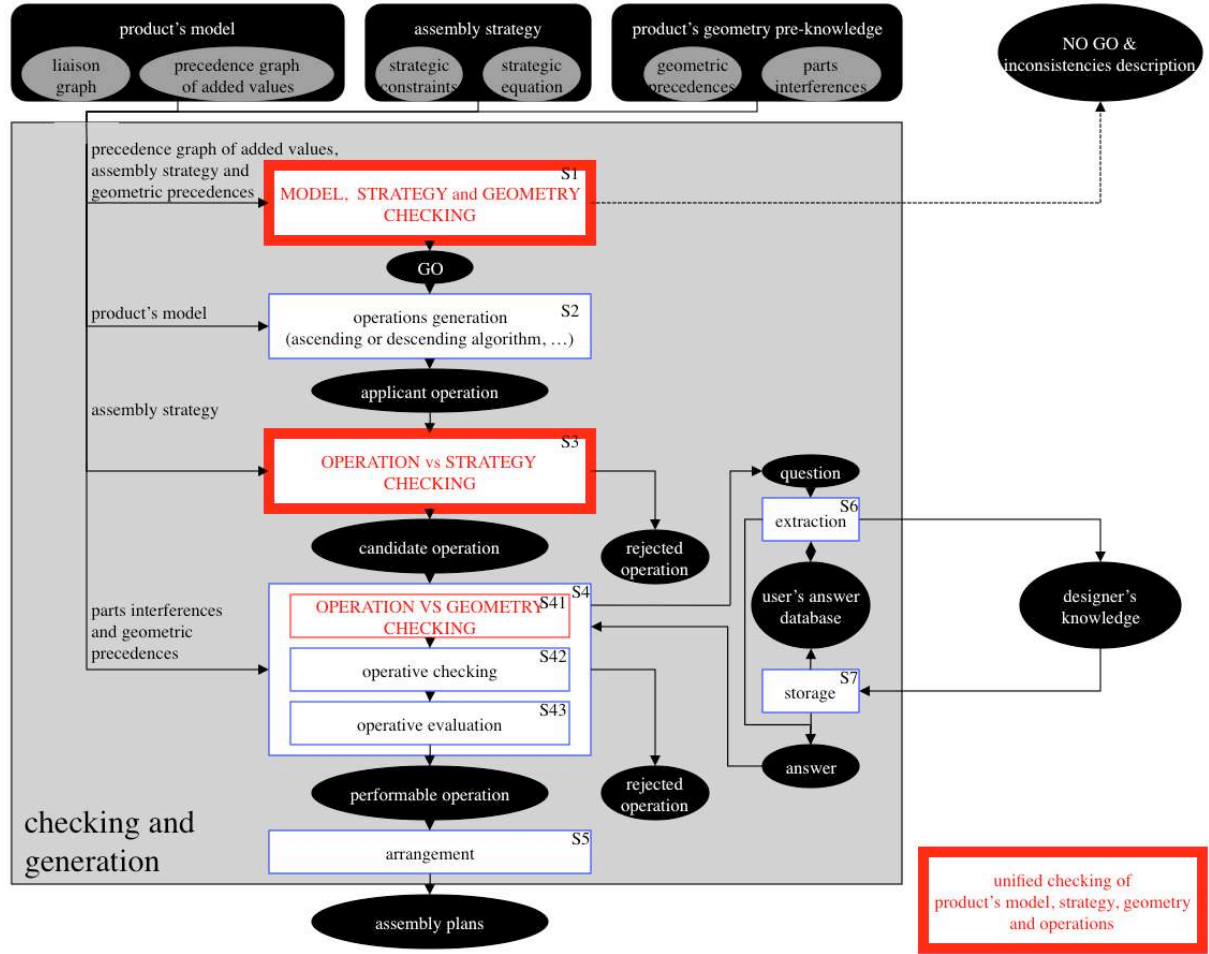 product's model
liaison
graph
precedence graph
of added values
assembly strategy
strategic
constraints
strategic
equation
product's geometry pre-knowledge
geometric
precedences
parts
interferences
NO GO &
inconsistencies description
precedence graph of added values,
assembly strategy and
geometric precedences
S1
MODEL, STRATEGY and GEOMETRY
CHECKING
GO
product's model
S2
operations generation
(ascending or descending algorithm, …)
applicant operation
assembly strategy
S3
OPERATION vs STRATEGY
CHECKING
question
S6
extraction
candidate operation
rejected
operation
user's answer
database
designer's
knowledge
parts interferences
and geometric
precedences
S4
S41
OPERATION VS GEOMETRY
CHECKING
S42
operative checking
S43
operative evaluation
S7
storage
answer
performable operation
rejected
operation
checking and
generation
S5
arrangement
assembly plans
unified checking of
product's model, strategy, geometry
and operations